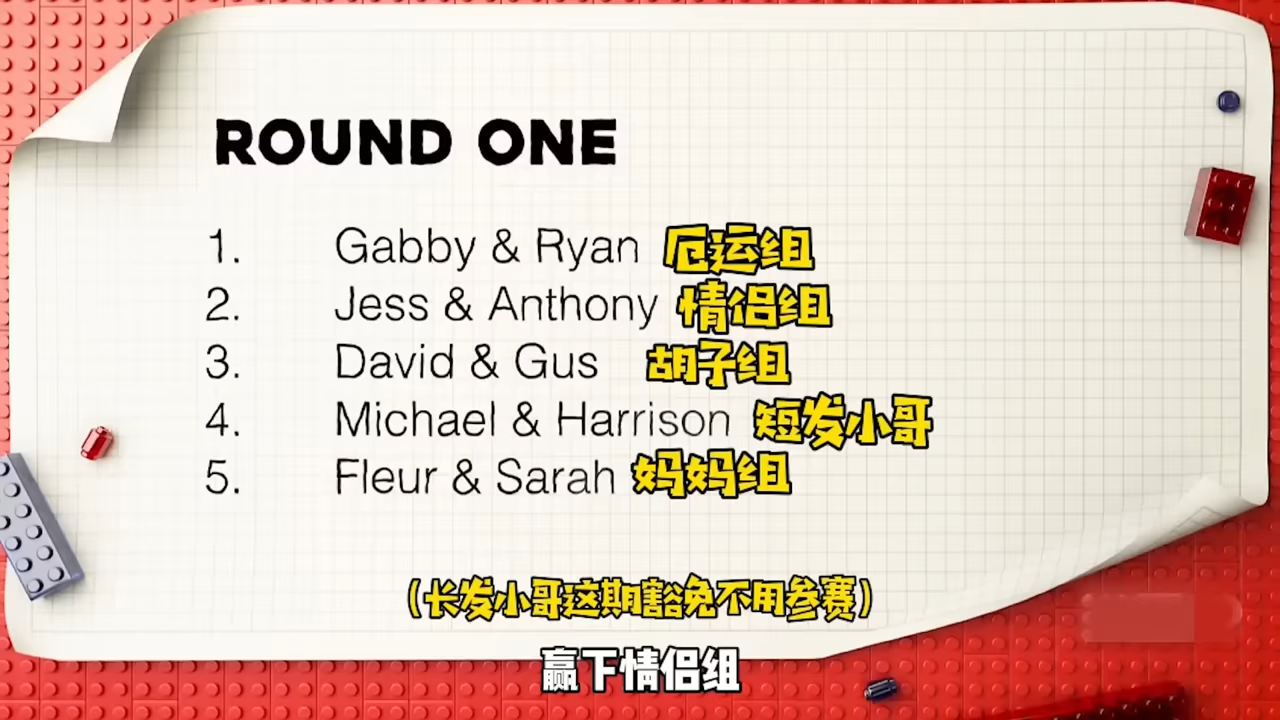 ROUND ONE
1. Gabby & Ryan 厄运组
2. Jess & Anthony 情侣组
3. David & Gus 胡子组
4. Michael & Harrison 短发小哥
5. Fleur & Sarah 妈妈组
(长发小哥这期豁免不用参赛)
赢下情侣组